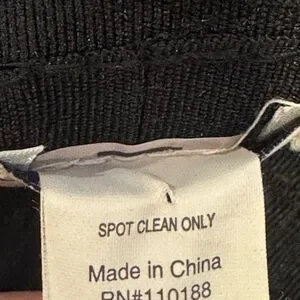 SPOT CLEAN ONLY
Made in China
RN#110188